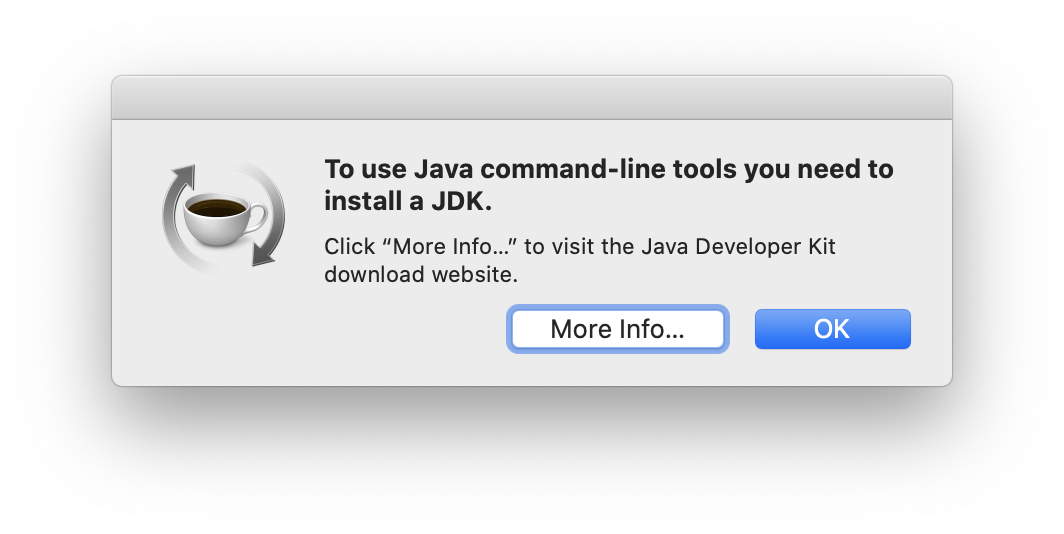 To use Java command-line tools you need to
install a JDK.
Click “More Info…” to visit the Java Developer Kit
download website.
More Info...
OK